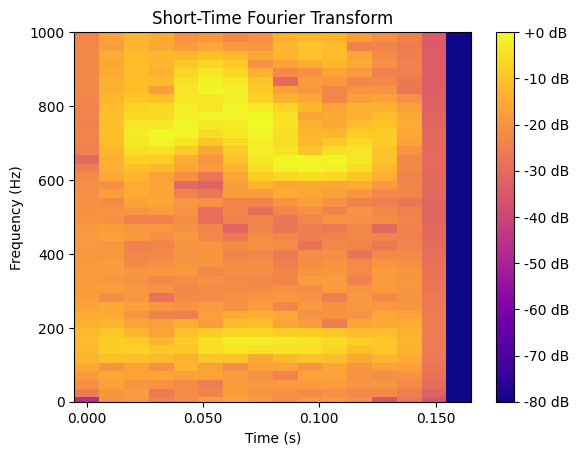 Short-Time Fourier Transform
1000
800
600
400
200
0
Frequency (Hz)
0.000
0.050
0.100
0.150
Time (s)
+0 dB
-10 dB
-20 dB
-30 dB
-40 dB
-50 dB
-60 dB
-70 dB
-80 dB